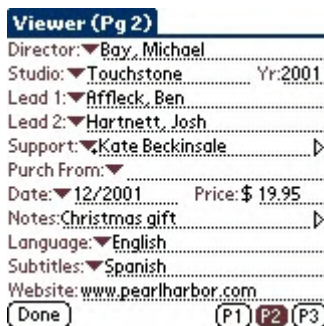 Viewer (Pg 2)
Director: Bay, Michael
Studio: Touchstone Yr: 2001
Lead 1: Affleck, Ben
Lead 2: Hartnett, Josh
Support: Kate Beckinsale
Purch From:
Date: 12/2001 Price: $ 19.95
Notes: Christmas gift
Language: English
Subtitles: Spanish
Website: www.pearlharbor.com
Done P1 P2 P3